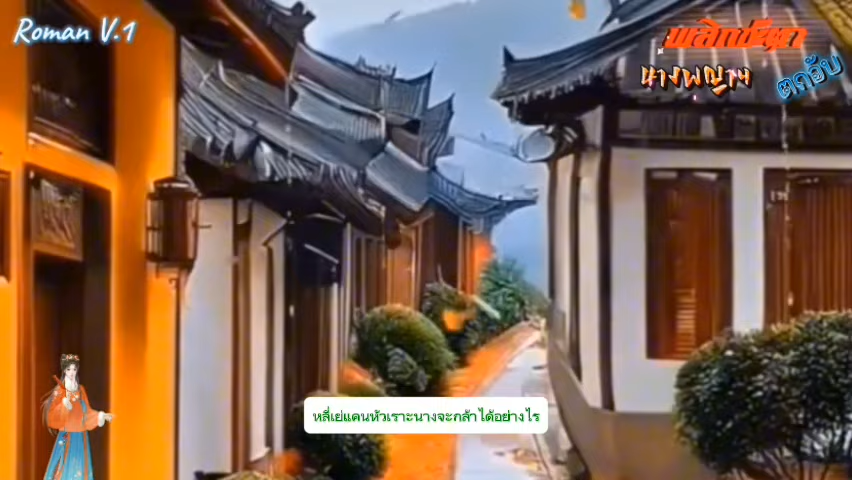 Roman V.1
พลิกชะตา
นางพญางู
ตกอับ
หลี่เย่แคนหัวเราะนางจะกล้าได้อย่างไร